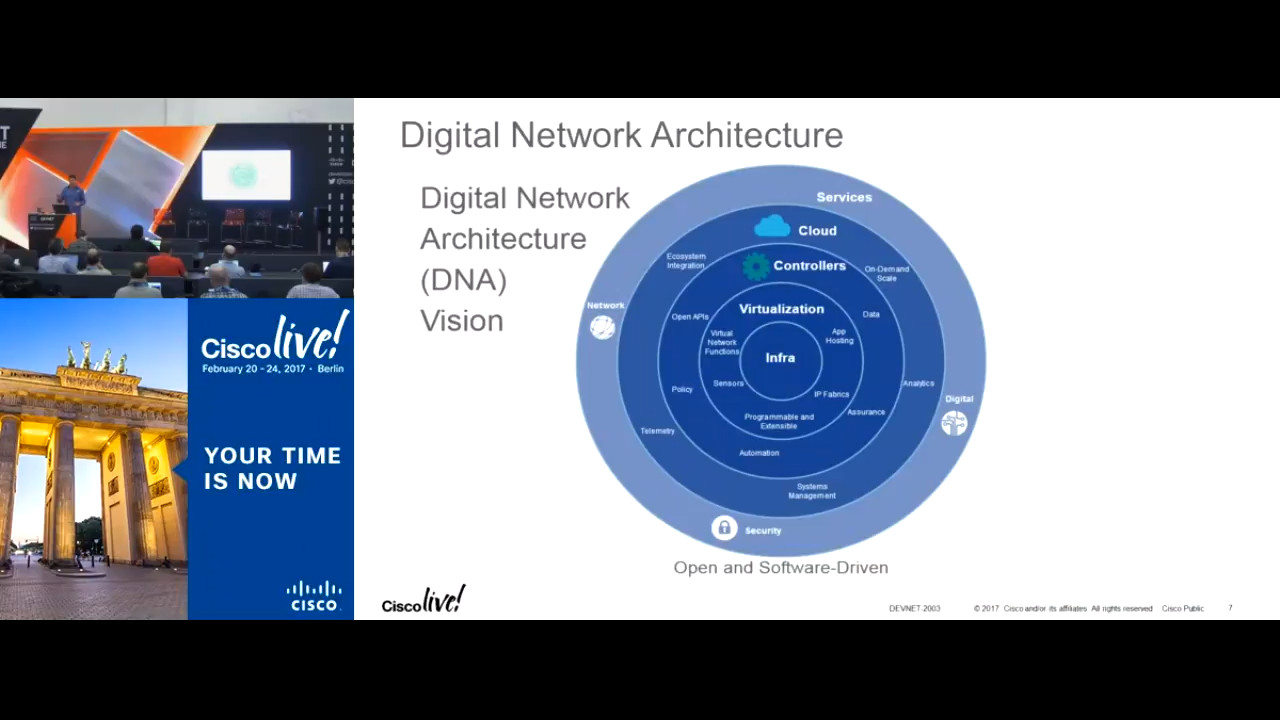 Digital Network Architecture
Digital Network
Architecture
(DNA)
Vision
Services
Cloud
Ecosystem
Integration
Controllers
On-Demand
Scale
Network
Virtualization
Open APIs
Data
Virtual
Network
Functions
App
Hosting
Infra
Sensors
Policy
Analytics
IP Fabrics
Digital
Assurance
Programmable and
Extensible
Telemetry
Automation
Systems
Management
Security
Open and Software-Driven
Cisco live!
DEVNET-2003 © 2017 Cisco and/or its affiliates All rights reserved Cisco Public 7
Cisco live!
February 20 - 24, 2017 • Berlin
YOUR TIME
IS NOW
CISCO